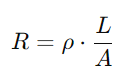 R = ρ · L/A